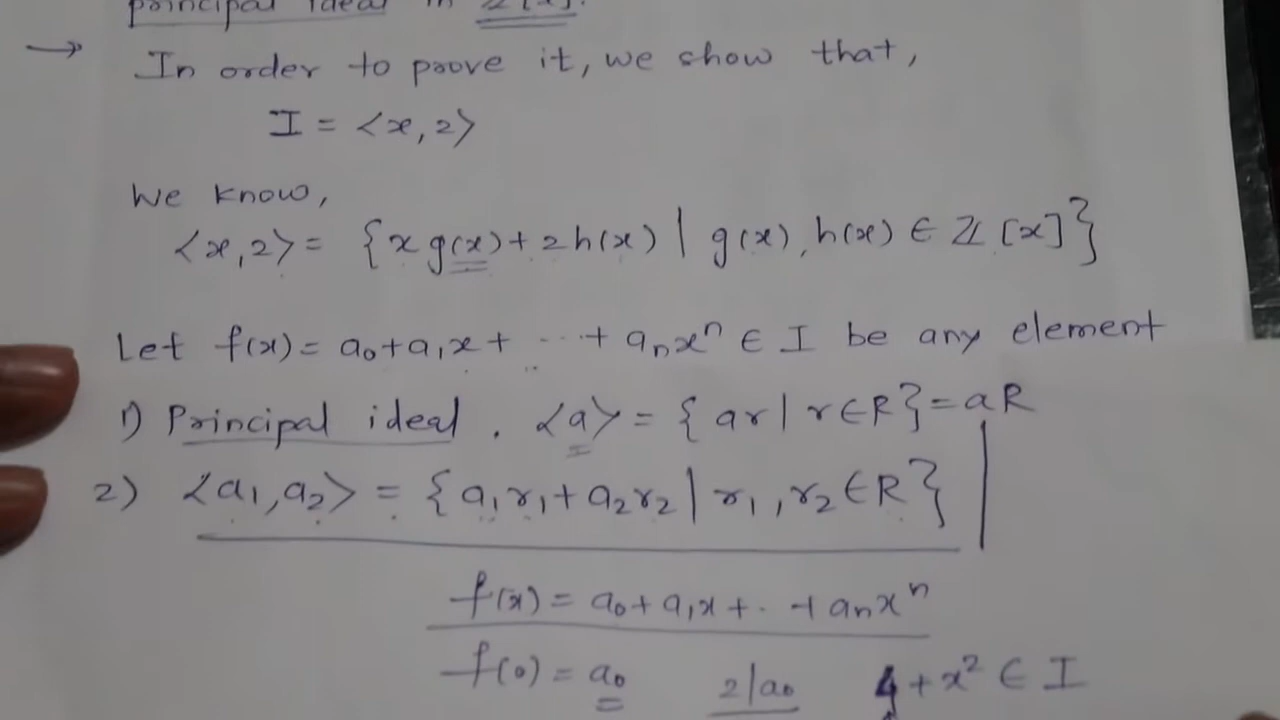 principal ideal in ℤ[x].
→ In order to prove it, we show that,
I = <x, 2>
We know,
<x, 2> = {x g(x) + 2 h(x) | g(x), h(x) ∈ ℤ[x]}
Let f(x) = a₀ + a₁x + ... + aₙxⁿ ∈ I be any element
1) Principal ideal. <a> = {ar | r ∈ R} = aR
2) <a₁, a₂> = {a₁r₁ + a₂r₂ | r₁, r₂ ∈ R}
f(x) = a₀ + a₁x + .. + aₙxⁿ
f(0) = a₀ 2|a₀ 4 + x² ∈ I